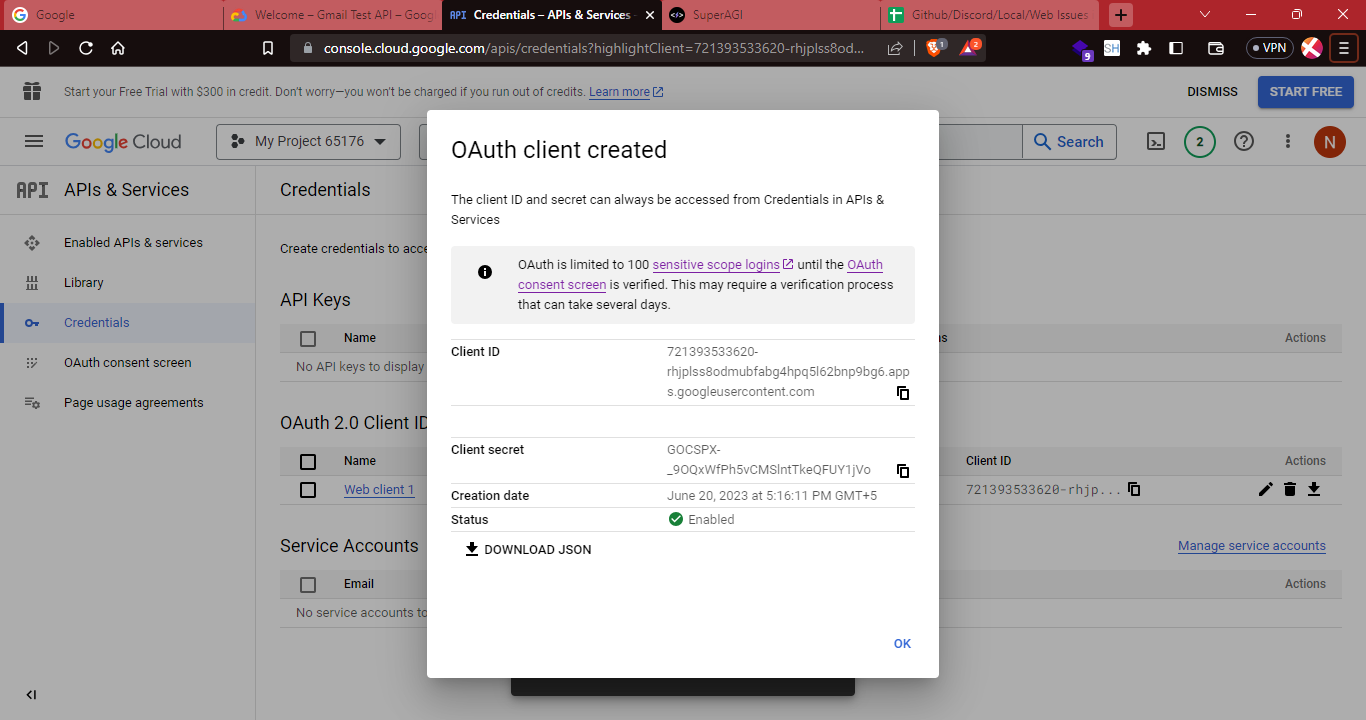 Google
Welcome – Gmail Test API – Goog
Credentials – APIs & Services -
SuperAGI
Github/Discord/Local/Web Issues
console.cloud.google.com/apis/credentials?highlightClient=721393533620-rhjplss8od...
1
2
9
SH
VPN
Start your Free Trial with $300 in credit. Don't worry—you won't be charged if you run out of credits. Learn more
DISMISS
START FREE
Google Cloud
My Project 65176
Search
2
N
API APIs & Services
Credentials
Enabled APIs & services
Library
Credentials
OAuth consent screen
Page usage agreements
Create credentials to acce
API Keys
Name
ns
Actions
No API keys to display
OAuth 2.0 Client ID
Name
Client ID
Actions
Web client 1
721393533620-rhjp...
Service Accounts
Manage service accounts
Email
Actions
No service accounts to
OAuth client created
The client ID and secret can always be accessed from Credentials in APIs &
Services
OAuth is limited to 100 sensitive scope logins until the OAuth
consent screen is verified. This may require a verification process
that can take several days.
Client ID
721393533620-
rhjplss8odmubfabg4hpq5l62bnp9bg6.app
s.googleusercontent.com
Client secret
GOCSPX-
_9OQxWfPh5vCMSlntTkeQFUY1jVo
Creation date
June 20, 2023 at 5:16:11 PM GMT+5
Status
Enabled
DOWNLOAD JSON
OK